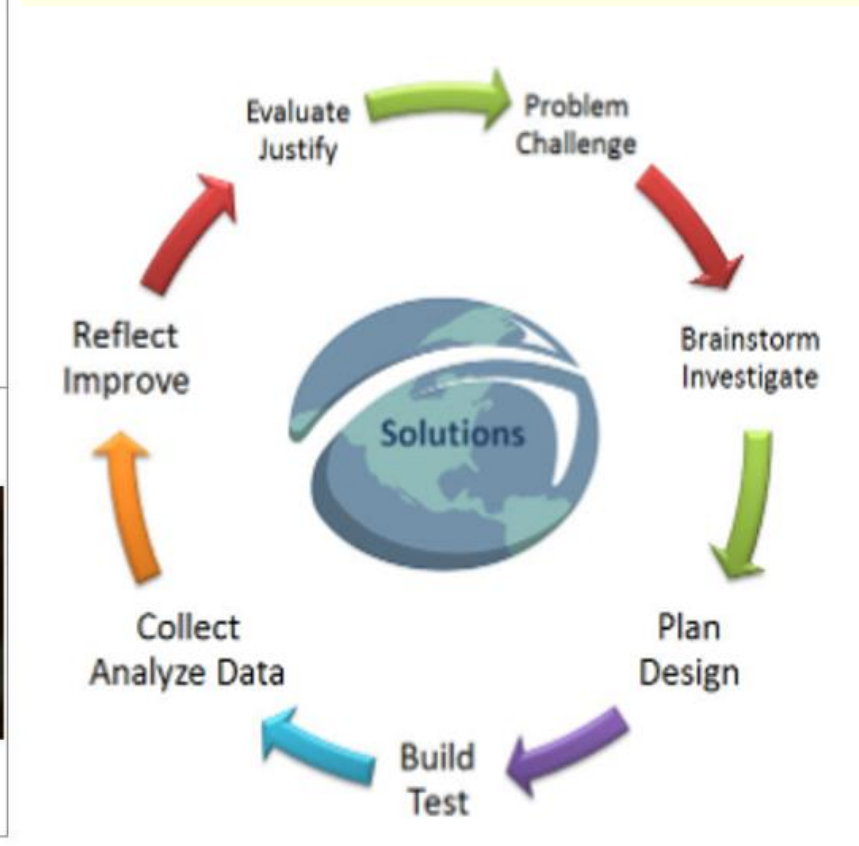 Evaluate
Justify
Problem
Challenge
Brainstorm
Investigate
Plan
Design
Build
Test
Collect
Analyze Data
Reflect
Improve
Solutions